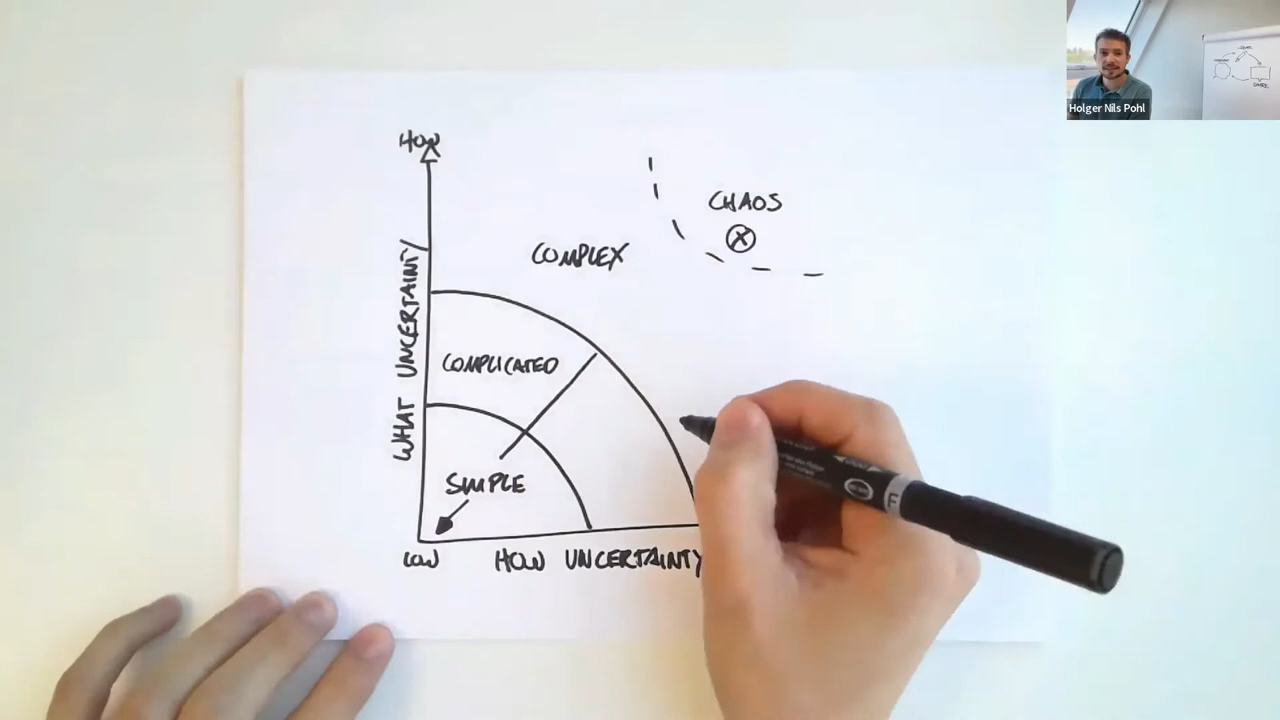 Holger Nils Pohl
HOW
CHAOS
COMPLEX
WHAT UNCERTAINTY
COMPLICATED
SIMPLE
LOW
HOW UNCERTAINTY
F